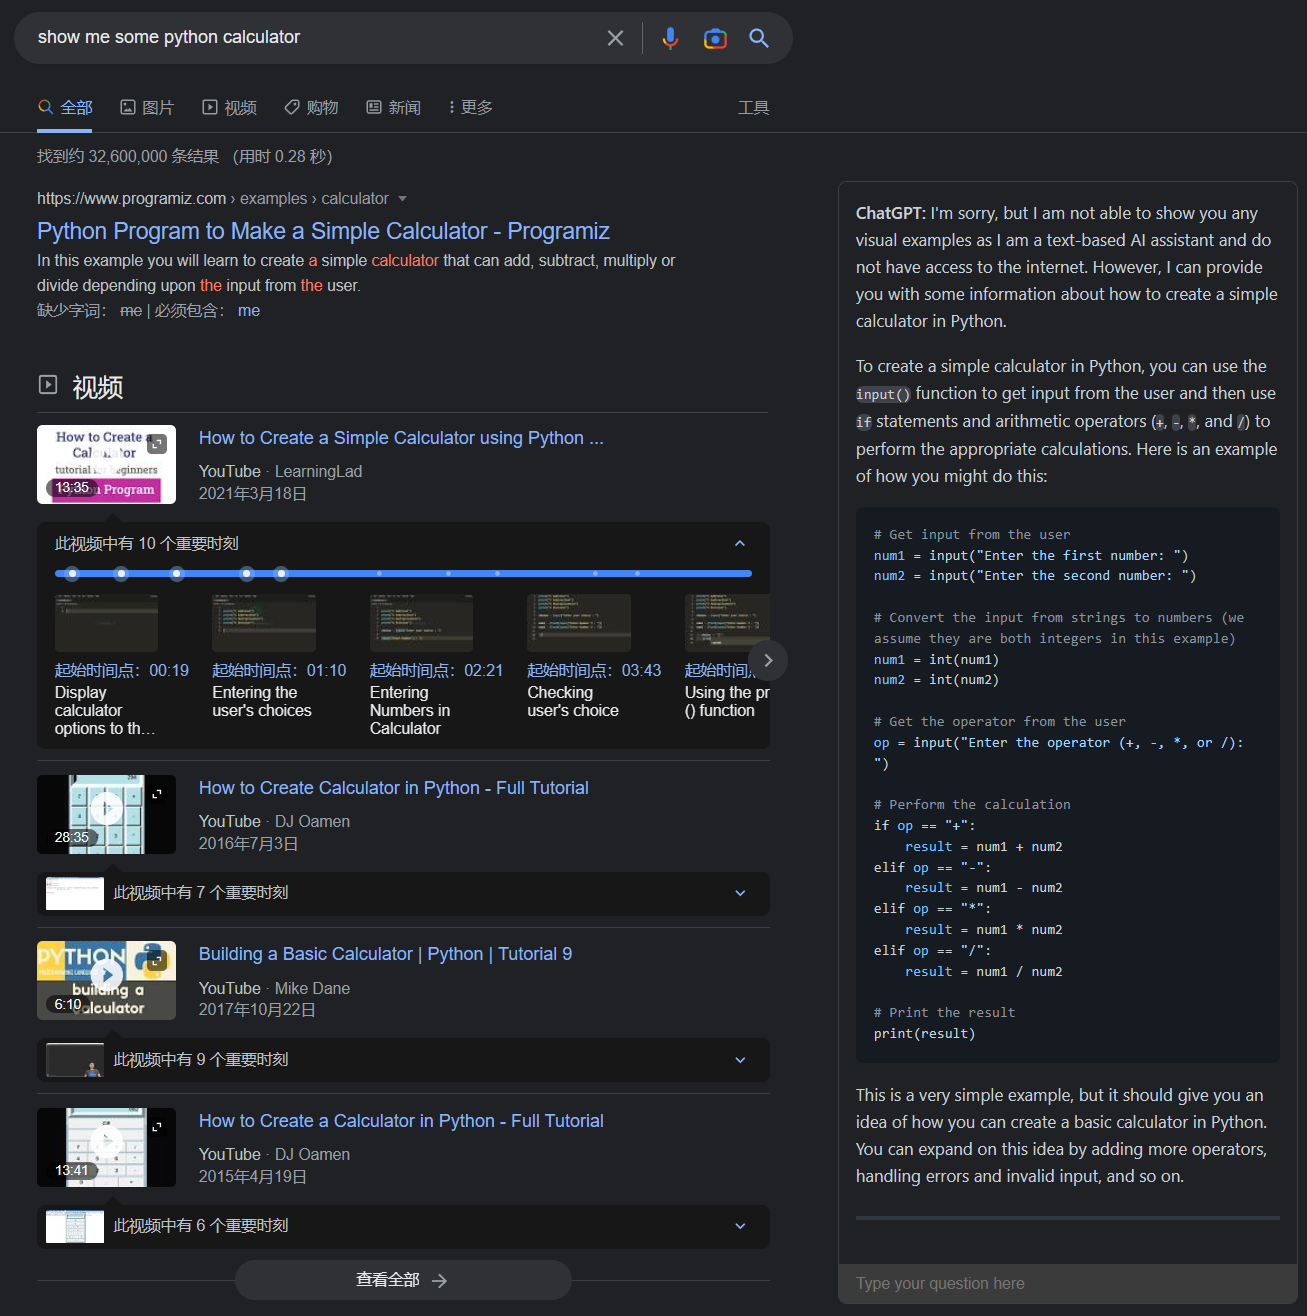 show me some python calculator
全部
图片
视频
购物
新闻
更多
工具
找到约 32,600,000 条结果 （用时 0.28 秒）
https://www.programiz.com › examples › calculator
Python Program to Make a Simple Calculator - Programiz
In this example you will learn to create a simple calculator that can add, subtract, multiply or
divide depending upon the input from the user.
缺少字词： me | 必须包含： me
视频
How to Create a
Calculator
tutorial for beginners
Python Program
13:35
How to Create a Simple Calculator using Python ...
YouTube · LearningLad
2021年3月18日
此视频中有 10 个重要时刻
起始时间点：00:19
Display
calculator
options to th…
起始时间点：01:10
Entering the
user's choices
起始时间点：02:21
Entering
Numbers in
Calculator
起始时间点：03:43
Checking
user's choice
起始时间
Using the pr
() function
28:35
How to Create Calculator in Python - Full Tutorial
YouTube · DJ Oamen
2016年7月3日
此视频中有 7 个重要时刻
PYTHON
building a
calculator
6:10
Building a Basic Calculator | Python | Tutorial 9
YouTube · Mike Dane
2017年10月22日
此视频中有 9 个重要时刻
13:41
How to Create a Calculator in Python - Full Tutorial
YouTube · DJ Oamen
2015年4月19日
此视频中有 6 个重要时刻
查看全部
ChatGPT: I'm sorry, but I am not able to show you any
visual examples as I am a text-based AI assistant and do
not have access to the internet. However, I can provide
you with some information about how to create a simple
calculator in Python.
To create a simple calculator in Python, you can use the
input() function to get input from the user and then use
if statements and arithmetic operators (+, -, *, and /) to
perform the appropriate calculations. Here is an example
of how you might do this:
# Get input from the user
num1 = input("Enter the first number: ")
num2 = input("Enter the second number: ")
# Convert the input from strings to numbers (we
assume they are both integers in this example)
num1 = int(num1)
num2 = int(num2)
# Get the operator from the user
op = input("Enter the operator (+, -, *, or /):
")
# Perform the calculation
if op == "+":
    result = num1 + num2
elif op == "-":
    result = num1 - num2
elif op == "*":
    result = num1 * num2
elif op == "/":
    result = num1 / num2
# Print the result
print(result)
This is a very simple example, but it should give you an
idea of how you can create a basic calculator in Python.
You can expand on this idea by adding more operators,
handling errors and invalid input, and so on.
Type your question here